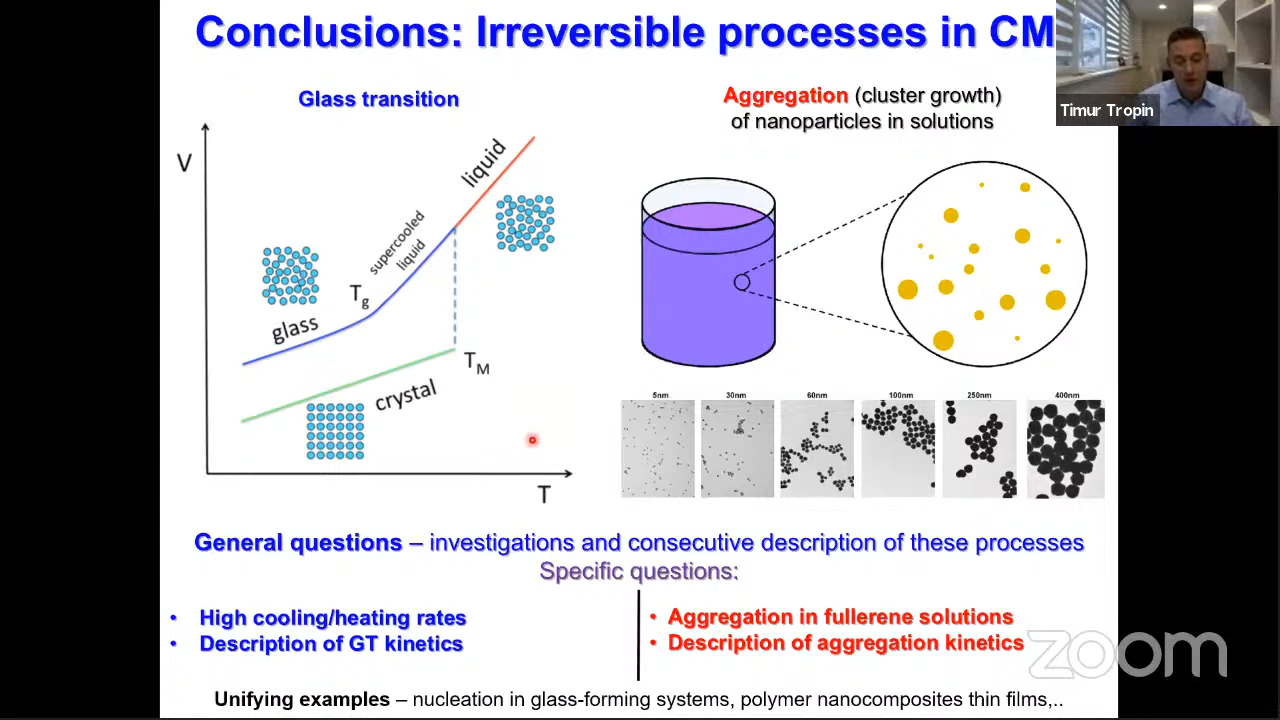 Conclusions: Irreversible processes in CM
Timur Tropin
Glass transition
Aggregation (cluster growth)
of nanoparticles in solutions
V
liquid
supercooled
liquid
Tg
glass
TM
crystal
T
5nm
30nm
60nm
100nm
250nm
400nm
General questions – investigations and consecutive description of these processes
Specific questions:
• High cooling/heating rates
• Description of GT kinetics
• Aggregation in fullerene solutions
• Description of aggregation kinetics
zoom
Unifying examples – nucleation in glass-forming systems, polymer nanocomposites thin films,..